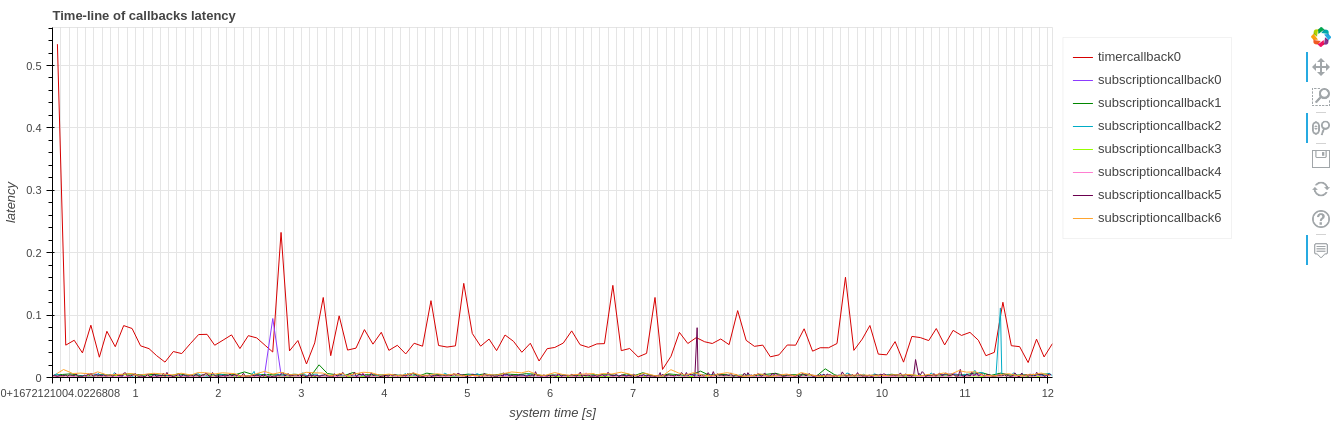 Time-line of callbacks latency
latency
0.5
0.4
0.3
0.2
0.1
0
0+1672121004.0226808 1 2 3 4 5 6 7 8 9 10 11 12
system time [s]
timercallback0
subscriptioncallback0
subscriptioncallback1
subscriptioncallback2
subscriptioncallback3
subscriptioncallback4
subscriptioncallback5
subscriptioncallback6